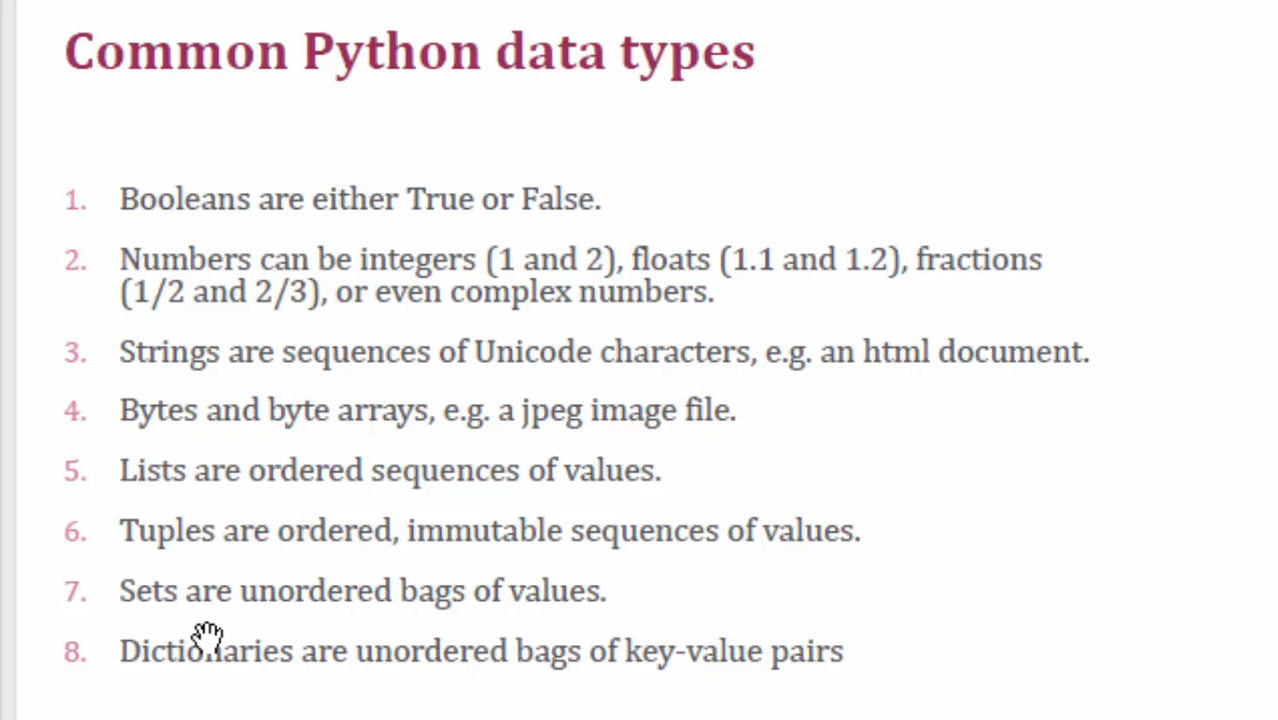 Common Python data types
1. Booleans are either True or False.
2. Numbers can be integers (1 and 2), floats (1.1 and 1.2), fractions
(1/2 and 2/3), or even complex numbers.
3. Strings are sequences of Unicode characters, e.g. an html document.
4. Bytes and byte arrays, e.g. a jpeg image file.
5. Lists are ordered sequences of values.
6. Tuples are ordered, immutable sequences of values.
7. Sets are unordered bags of values.
8. Dictionaries are unordered bags of key-value pairs